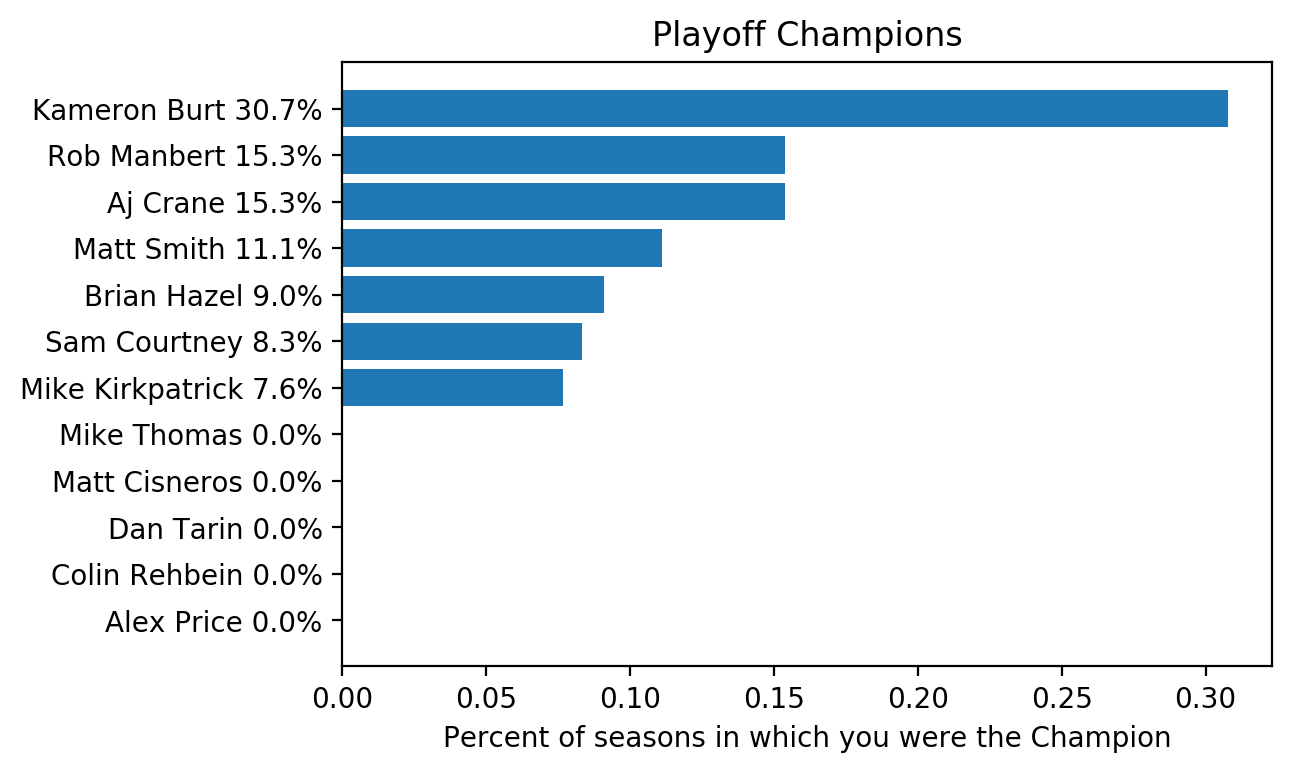 Playoff Champions
Kameron Burt 30.7%
Rob Manbert 15.3%
Aj Crane 15.3%
Matt Smith 11.1%
Brian Hazel 9.0%
Sam Courtney 8.3%
Mike Kirkpatrick 7.6%
Mike Thomas 0.0%
Matt Cisneros 0.0%
Dan Tarin 0.0%
Colin Rehbein 0.0%
Alex Price 0.0%
0.00 0.05 0.10 0.15 0.20 0.25 0.30
Percent of seasons in which you were the Champion